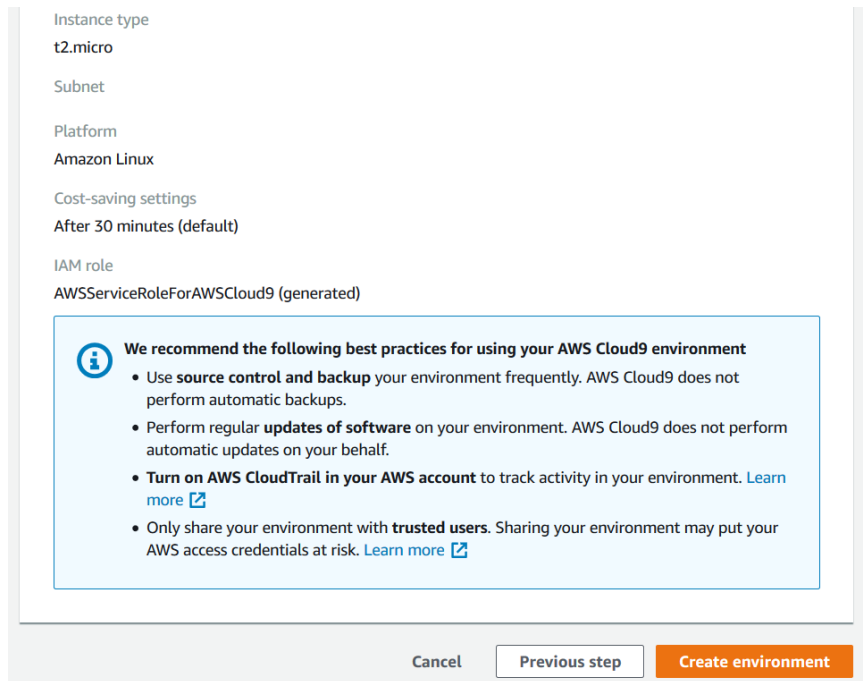 Instance type
t2.micro
Subnet
Platform
Amazon Linux
Cost-saving settings
After 30 minutes (default)
IAM role
AWSServiceRoleForAWSCloud9 (generated)
We recommend the following best practices for using your AWS Cloud9 environment
• Use source control and backup your environment frequently. AWS Cloud9 does not
perform automatic backups.
• Perform regular updates of software on your environment. AWS Cloud9 does not perform
automatic updates on your behalf.
• Turn on AWS CloudTrail in your AWS account to track activity in your environment. Learn
more
• Only share your environment with trusted users. Sharing your environment may put your
AWS access credentials at risk. Learn more
Cancel Previous step Create environment